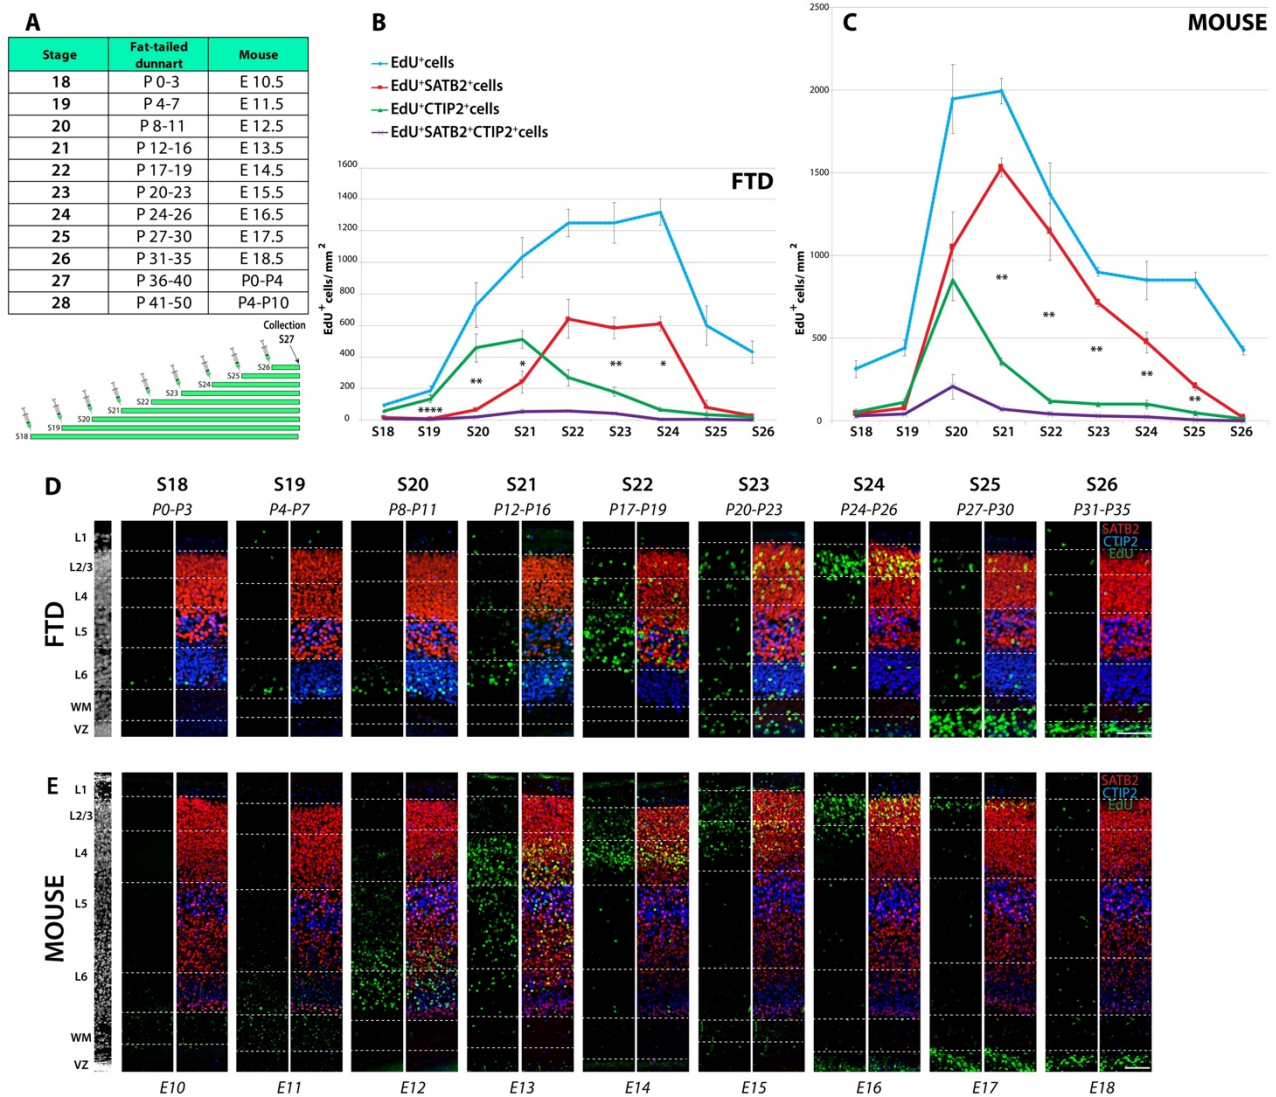 A
Stage Fat-tailed dunnart Mouse
18 P 0-3 E 10.5
19 P 4-7 E 11.5
20 P 8-11 E 12.5
21 P 12-16 E 13.5
22 P 17-19 E 14.5
23 P 20-23 E 15.5
24 P 24-26 E 16.5
25 P 27-30 E 17.5
26 P 31-35 E 18.5
27 P 36-40 P0-P4
28 P 41-50 P4-P10
Collection
S27
S26
S25
S24
S23
S22
S21
S20
S19
S18
B
EdU⁺cells
EdU⁺SATB2⁺cells
EdU⁺CTIP2⁺cells
EdU⁺SATB2⁺CTIP2⁺cells
FTD
EdU⁺cells/mm²
1600
1400
1200
1000
800
600
400
200
0
**** ** * ** *
S18 S19 S20 S21 S22 S23 S24 S25 S26
C
MOUSE
EdU⁺cells/mm²
2500
2000
1500
1000
500
0
** ** ** ** **
S18 S19 S20 S21 S22 S23 S24 S25 S26
D
S18 S19 S20 S21 S22 S23 S24 S25 S26
P0-P3 P4-P7 P8-P11 P12-P16 P17-P19 P20-P23 P24-P26 P27-P30 P31-P35
FTD
L1
L2/3
L4
L5
L6
WM
VZ
SATB2
CTIP2
EdU
E
MOUSE
L1
L2/3
L4
L5
L6
WM
VZ
SATB2
CTIP2
EdU
E10 E11 E12 E13 E14 E15 E16 E17 E18